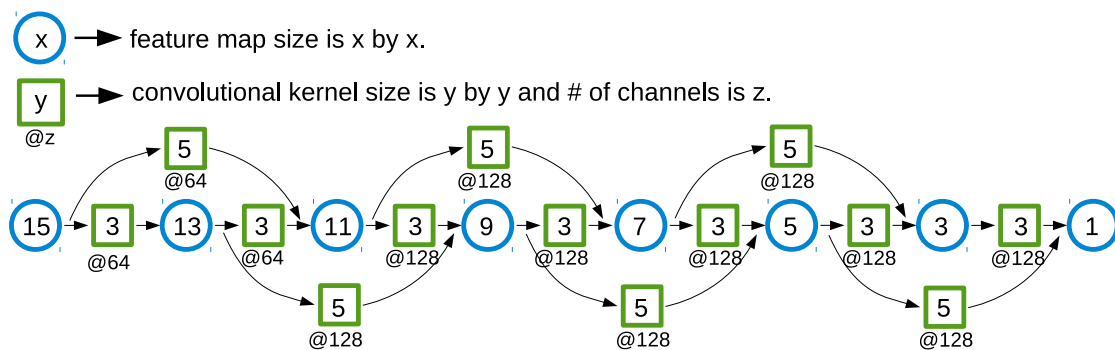 x feature map size is x by x.
y convolutional kernel size is y by y and # of channels is z.
@z
5 5 5
@64 @128 @128
15 3 13 3 11 3 9 3 7 3 5 3 3 3 1
@64 @64 @128 @128 @128 @128 @128
5 5 5
@128 @128 @128